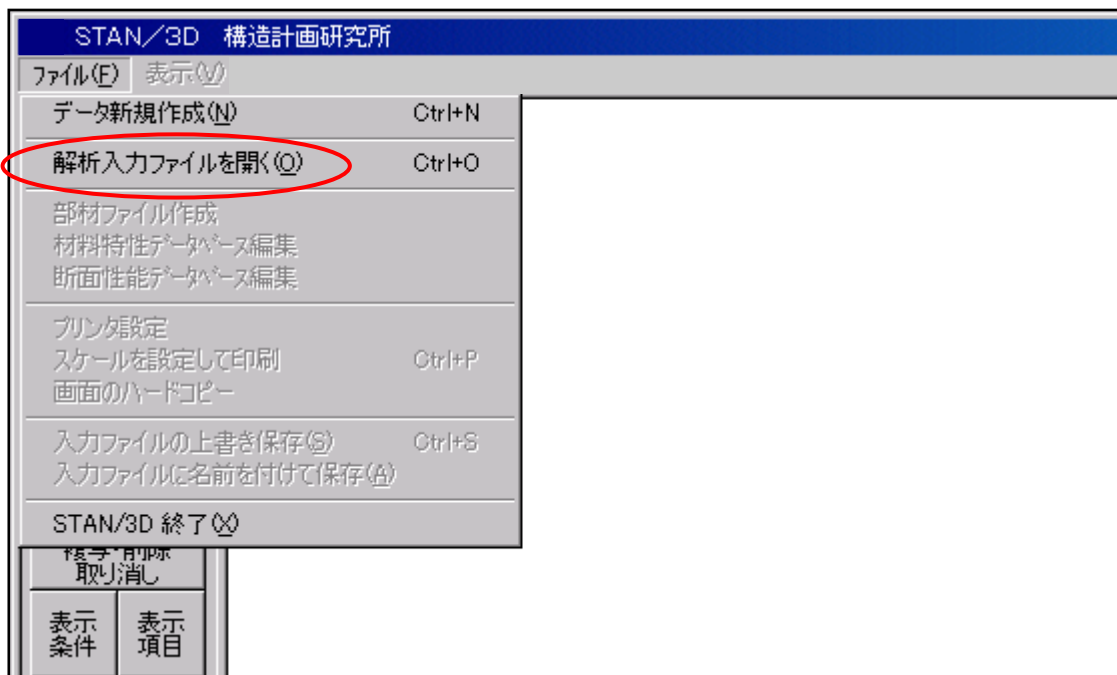 STAN/3D 構造計画研究所
ファイル(F) 表示(V)
データ新規作成(N) Ctrl+N
解析入力ファイルを開く(O) Ctrl+O
部材ファイル作成
材料特性データベース編集
断面性能データベース編集
プリンタ設定
スケールを設定して印刷 Ctrl+P
画面のハードコピー
入力ファイルの上書き保存(S) Ctrl+S
入力ファイルに名前を付けて保存(A)
STAN/3D 終了(X)
複写・削除
取り消し
表示 表示
条件 項目